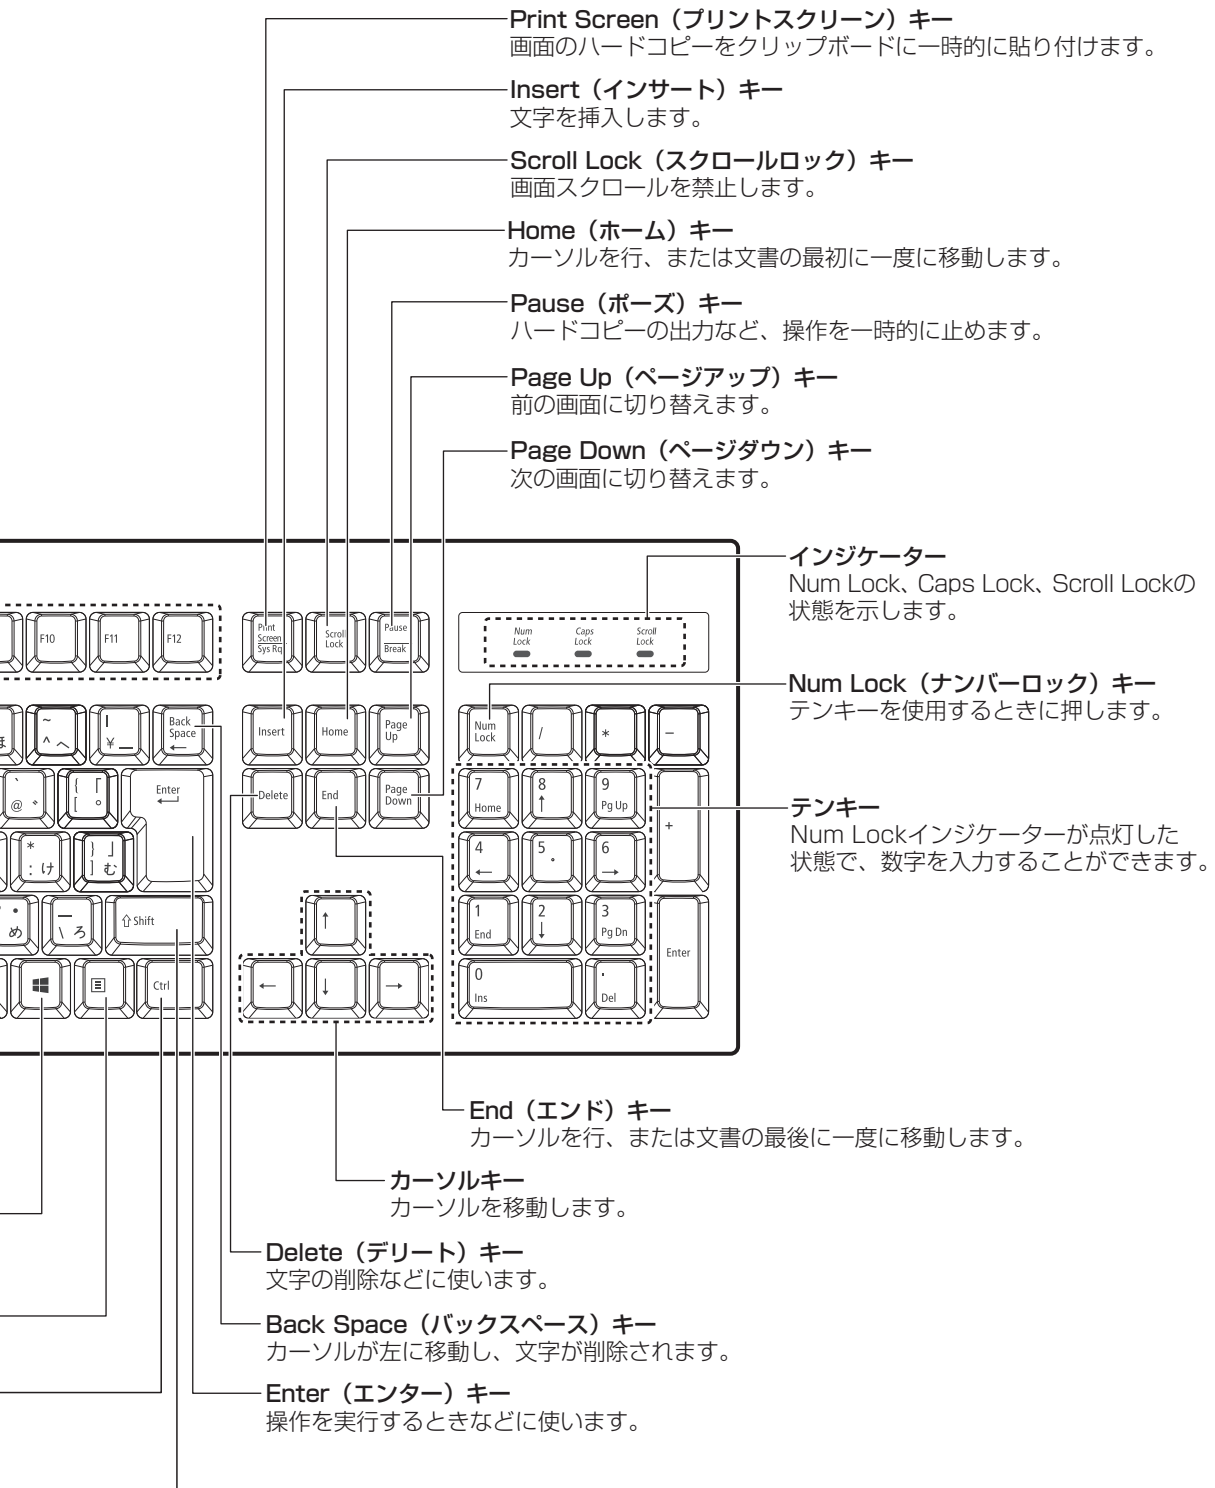 Print Screen（プリントスクリーン）キー
画面のハードコピーをクリップボードに一時的に貼り付けます。
Insert（インサート）キー
文字を挿入します。
Scroll Lock（スクロールロック）キー
画面スクロールを禁止します。
Home（ホーム）キー
カーソルを行、または文書の最初に一度に移動します。
Pause（ポーズ）キー
ハードコピーの出力など、操作を一時的に止めます。
Page Up（ページアップ）キー
前の画面に切り替えます。
Page Down（ページダウン）キー
次の画面に切り替えます。
インジケーター
Num Lock、Caps Lock、Scroll Lockの
状態を示します。
Num Lock（ナンバーロック）キー
テンキーを使用するときに押します。
テンキー
Num Lockインジケーターが点灯した
状態で、数字を入力することができます。
F10 F11 F12
Print
Screen
Sys Rq
Scroll
Lock
Pause
Break
Num
Lock
Caps
Lock
Scroll
Lock
~
^ へ
|
¥ ー
Back
Space
←
Insert
Home
Page
Up
Num
Lock
/
*
-
`
@ ゛
{ 「
[ ゜
Enter
Delete
End
Page
Down
7
Home
8
↑
9
Pg Up
+
*
: け
} 」
] む
4
←
5
6
→
め
_
\ ろ
⇧ Shift
↑
1
End
2
↓
3
Pg Dn
Enter
Ctrl
←
↓
→
0
Ins
.
Del
End（エンド）キー
カーソルを行、または文書の最後に一度に移動します。
カーソルキー
カーソルを移動します。
Delete（デリート）キー
文字の削除などに使います。
Back Space（バックスペース）キー
カーソルが左に移動し、文字が削除されます。
Enter（エンター）キー
操作を実行するときなどに使います。